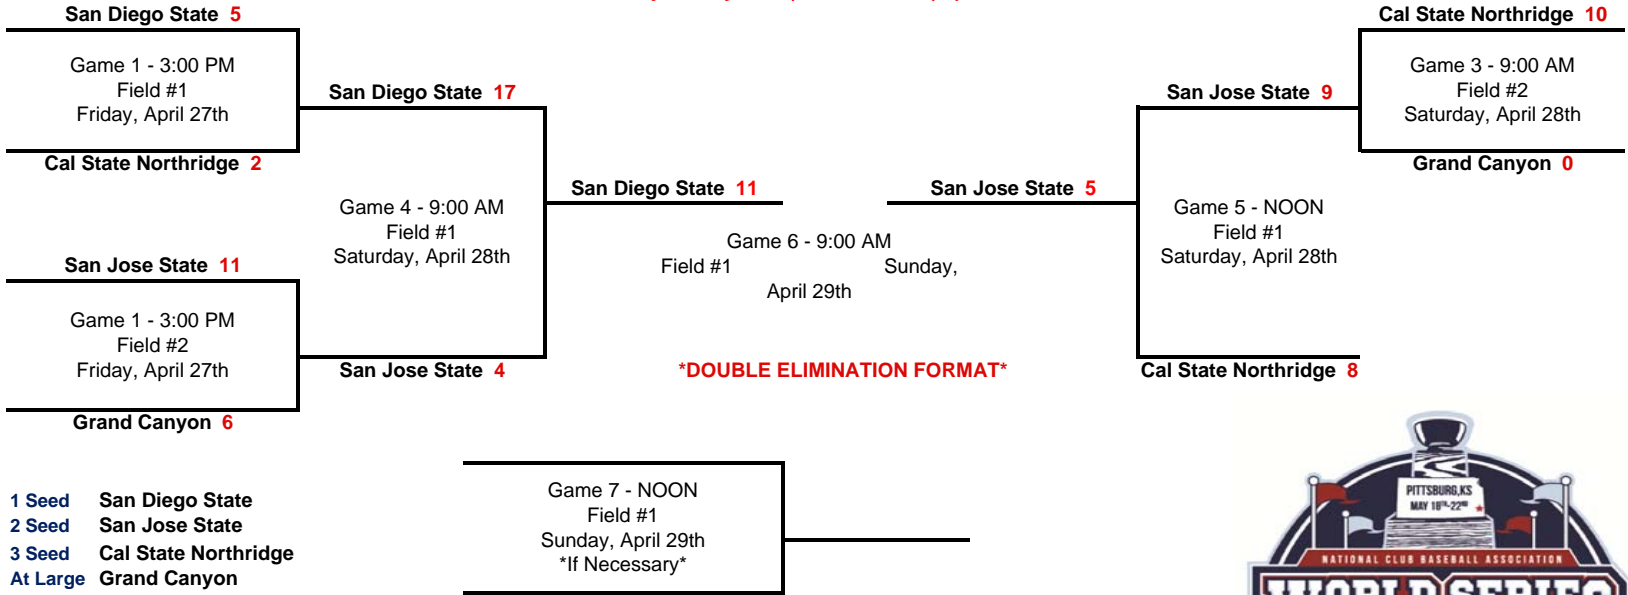 San Diego State 5
Game 1 - 3:00 PM
Field #1
Friday, April 27th
Cal State Northridge 2
San Jose State 11
Game 1 - 3:00 PM
Field #2
Friday, April 27th
Grand Canyon 6
San Diego State 17
Game 4 - 9:00 AM
Field #1
Saturday, April 28th
San Jose State 4
San Diego State 11
San Jose State 5
Game 6 - 9:00 AM
Field #1 Sunday,
April 29th
*DOUBLE ELIMINATION FORMAT*
San Jose State 9
Game 5 - NOON
Field #1
Saturday, April 28th
Cal State Northridge 8
Cal State Northridge 10
Game 3 - 9:00 AM
Field #2
Saturday, April 28th
Grand Canyon 0
Game 7 - NOON
Field #1
Sunday, April 29th
*If Necessary*
1 Seed San Diego State
2 Seed San Jose State
3 Seed Cal State Northridge
At Large Grand Canyon
PITTSBURG,KS
MAY 18TH-22ND
NATIONAL CLUB BASEBALL ASSOCIATION
WORLD SERIES